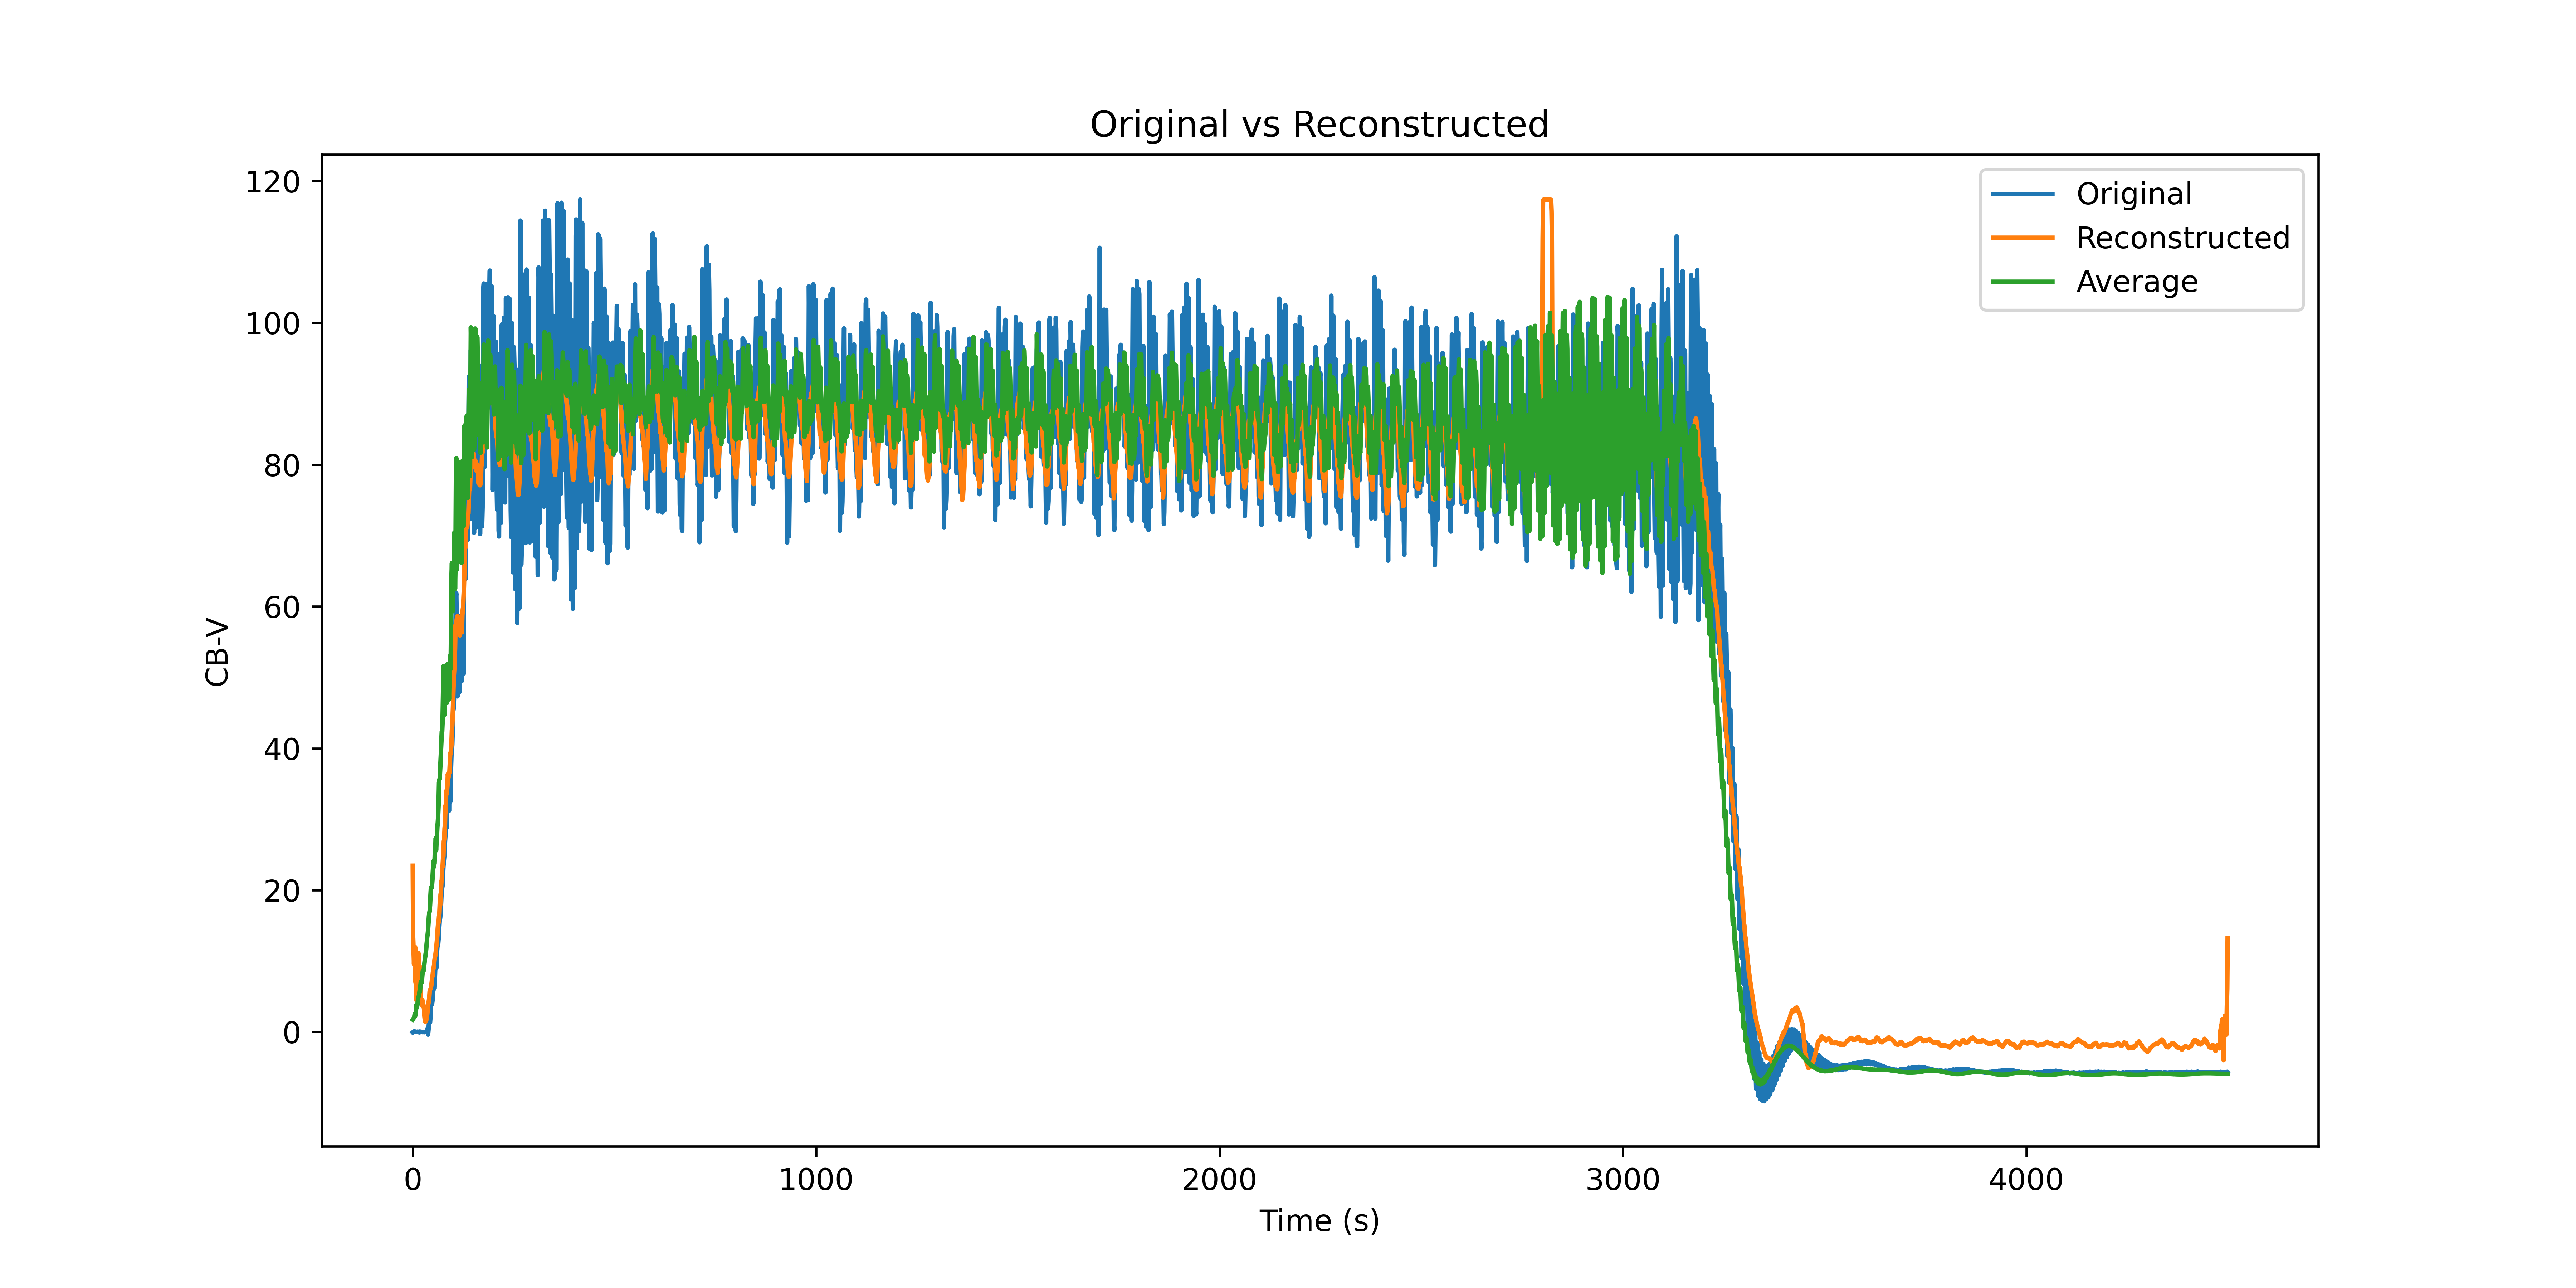 Original vs Reconstructed
Original
Reconstructed
Average
CB-V
120
100
80
60
40
20
0
0 1000 2000 3000 4000
Time (s)